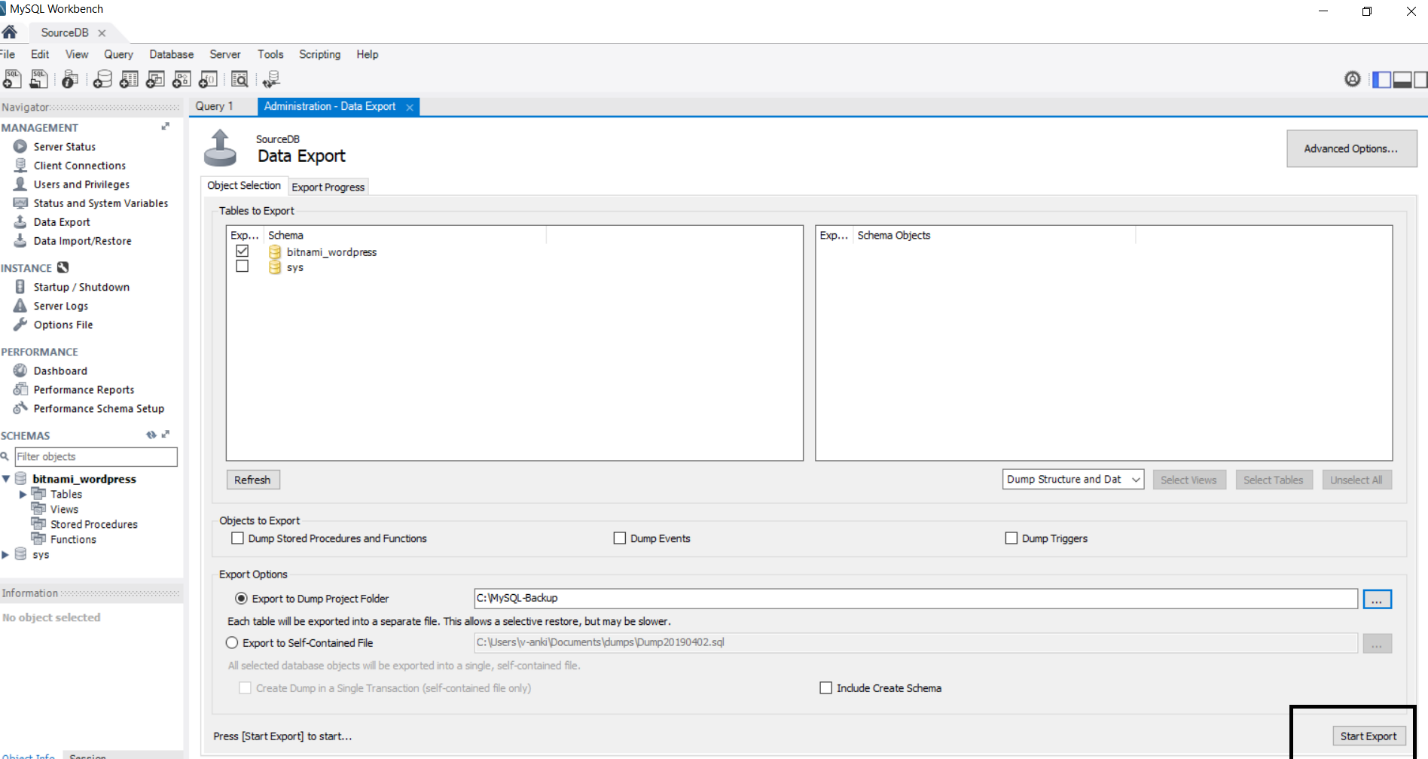 MySQL Workbench
SourceDB
File Edit View Query Database Server Tools Scripting Help
Navigator
MANAGEMENT
Server Status
Client Connections
Users and Privileges
Status and System Variables
Data Export
Data Import/Restore
INSTANCE
Startup / Shutdown
Server Logs
Options File
PERFORMANCE
Dashboard
Performance Reports
Performance Schema Setup
SCHEMAS
Filter objects
bitnami_wordpress
Tables
Views
Stored Procedures
Functions
sys
Information
No object selected
Object Info Session
Query 1 Administration - Data Export
SourceDB
Data Export
Advanced Options...
Object Selection Export Progress
Tables to Export
Exp... Schema
bitnami_wordpress
sys
Exp... Schema Objects
Refresh
Dump Structure and Dat
Select Views
Select Tables
Unselect All
Objects to Export
Dump Stored Procedures and Functions Dump Events Dump Triggers
Export Options
Export to Dump Project Folder C:\MySQL-Backup ...
Each table will be exported into a separate file. This allows a selective restore, but may be slower.
Export to Self-Contained File C:\Users\v-anki\Documents\dumps\Dump20190402.sql ...
All selected database objects will be exported into a single, self-contained file.
Create Dump in a Single Transaction (self-contained file only) Include Create Schema
Press [Start Export] to start...
Start Export